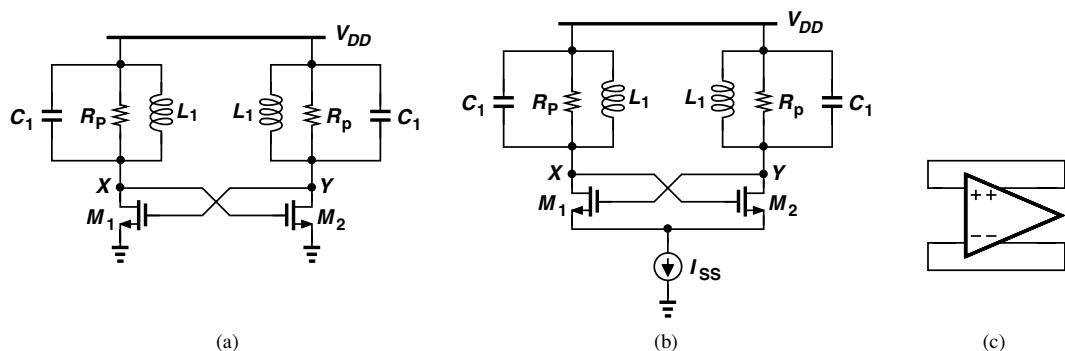 V_DD
C_1
R_P
L_1
L_1
R_p
C_1
X
Y
M_1
M_2
(a)
V_DD
C_1
R_P
L_1
L_1
R_p
C_1
X
Y
M_1
M_2
I_SS
(b)
+ +
− −
(c)